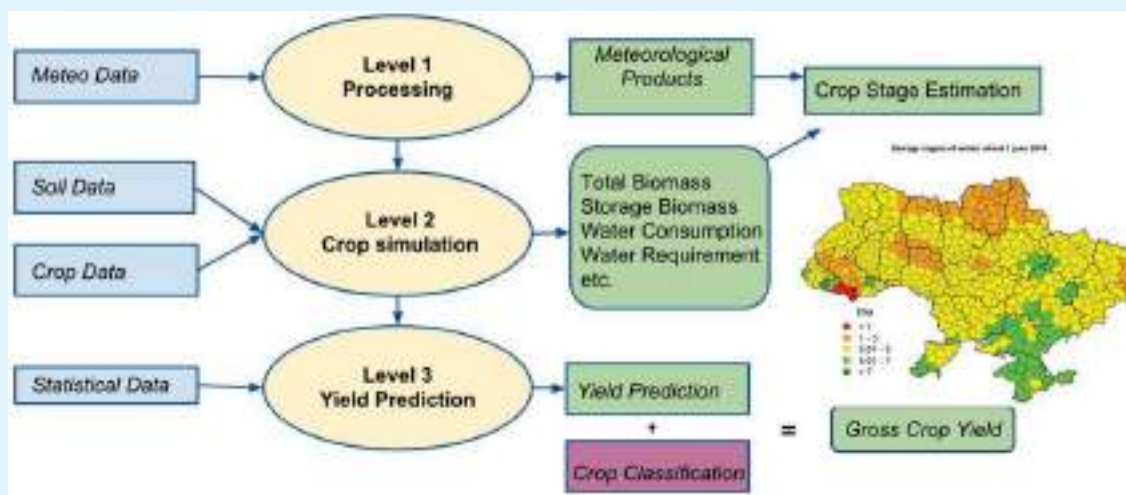 Meteo Data
Level 1
Processing
Meteorological
Products
Crop Stage Estimation
Soil Data
Crop Data
Level 2
Crop simulation
Total Biomass
Storage Biomass
Water Consumption
Water Requirement
etc.
Statistical Data
Level 3
Yield Prediction
Yield Prediction
+
Crop Classification
=
Gross Crop Yield